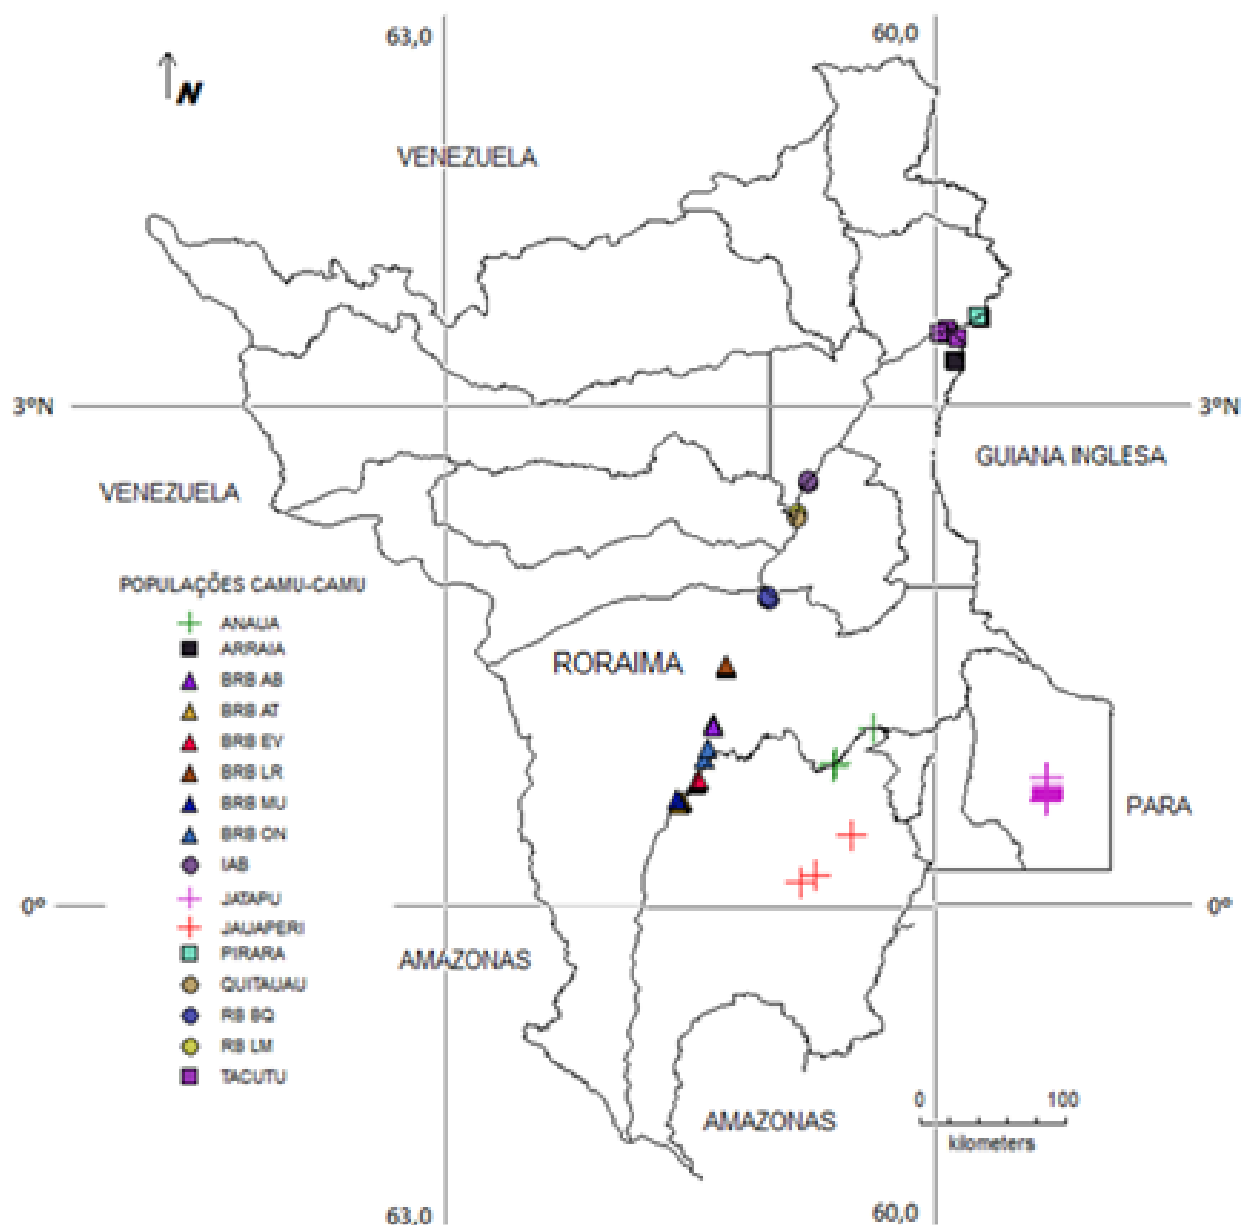 63,0
60,0
N
VENEZUELA
3ºN
3ºN
GUIANA INGLESA
VENEZUELA
POPULAÇÕES CAMU-CAMU
ANAUA
ARRAIA
BRB AB
BRB AT
BRB EV
BRB LR
BRB MU
BRB ON
IAB
JATAPU
JAUAPERI
PIRARA
QUITAUAU
RB BQ
RB LM
TACUTU
RORAIMA
PARA
0º
0º
AMAZONAS
AMAZONAS
0 100
kilometers
63,0
60,0